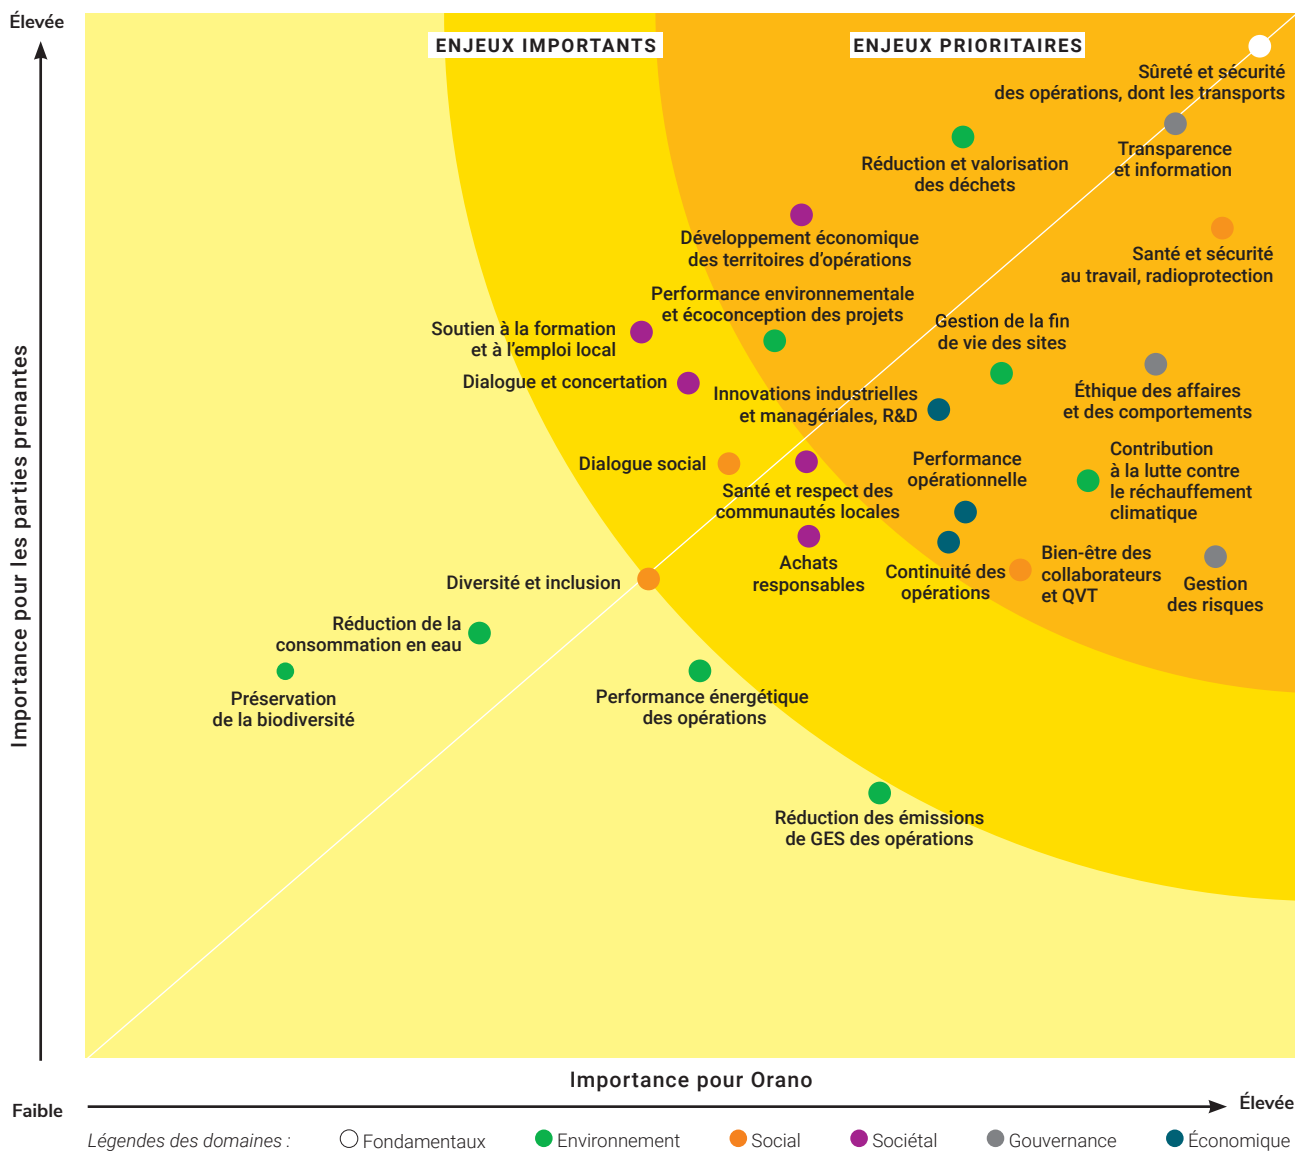 Élevée
ENJEUX IMPORTANTS
ENJEUX PRIORITAIRES
Sûreté et sécurité
des opérations, dont les transports
Transparence
et information
Réduction et valorisation
des déchets
Développement économique
des territoires d'opérations
Santé et sécurité
au travail, radioprotection
Performance environnementale
et écoconception des projets
Soutien à la formation
et à l'emploi local
Gestion de la fin
de vie des sites
Dialogue et concertation
Innovations industrielles
et managériales, R&D
Éthique des affaires
et des comportements
Dialogue social
Santé et respect des
communautés locales
Performance
opérationnelle
Contribution
à la lutte contre
le réchauffement
climatique
Achats
responsables
Continuité des
opérations
Bien-être des
collaborateurs
et QVT
Gestion
des risques
Diversité et inclusion
Réduction de la
consommation en eau
Préservation
de la biodiversité
Performance énergétique
des opérations
Réduction des émissions
de GES des opérations
Importance pour les parties prenantes
Importance pour Orano
Faible
Élevée
Légendes des domaines :
Fondamentaux
Environnement
Social
Sociétal
Gouvernance
Économique